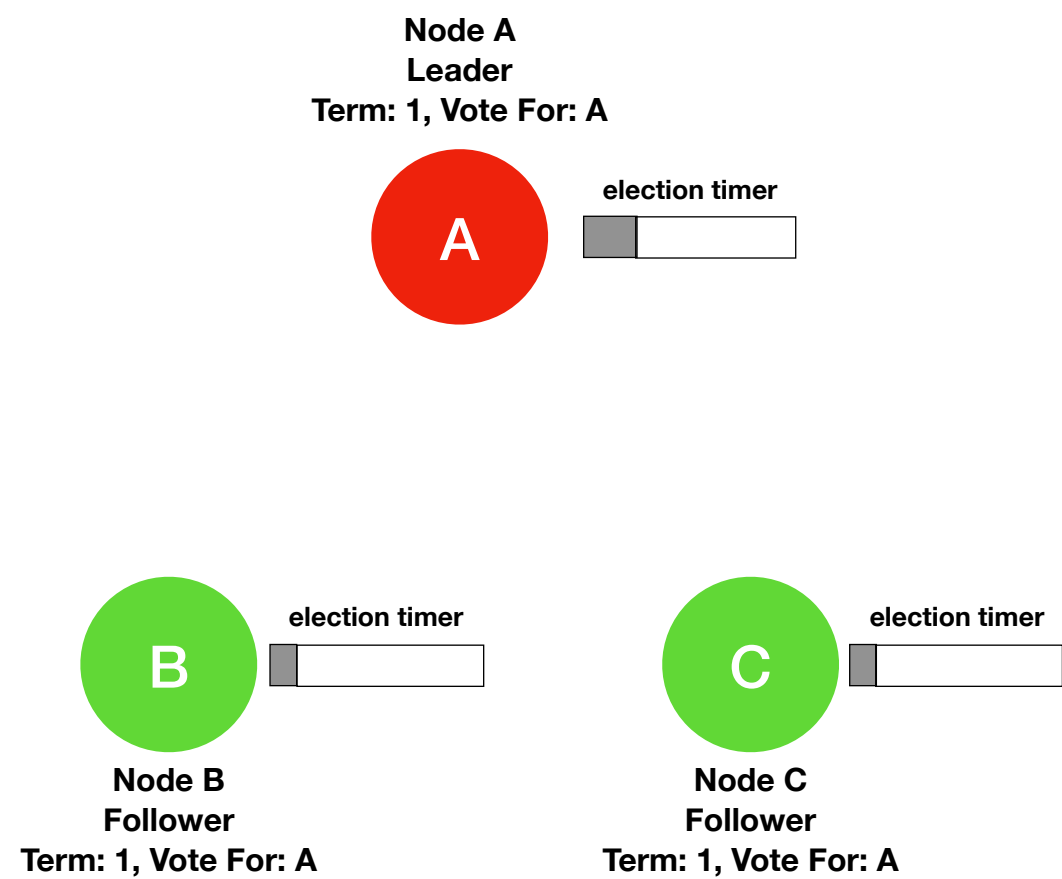 Node A
Leader
Term: 1, Vote For: A
election timer
A
election timer
B
election timer
C
Node B
Follower
Term: 1, Vote For: A
Node C
Follower
Term: 1, Vote For: A